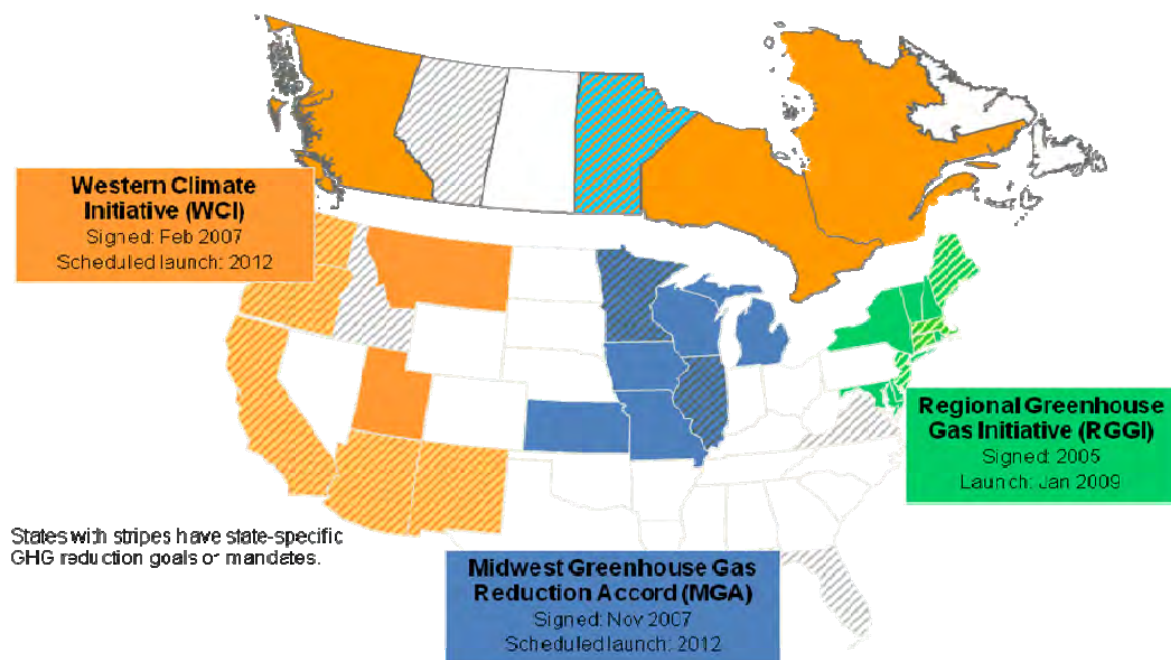 Western Climate
Initiative (WCI)
Signed: Feb 2007
Scheduled launch: 2012
Regional Greenhouse
Gas Initiative (RGGI)
Signed: 2005
Launch: Jan 2009
States with stripes have state-specific
GHG reduction goals or mandates.
Midwest Greenhouse Gas
Reduction Accord (MGA)
Signed: Nov 2007
Scheduled launch: 2012